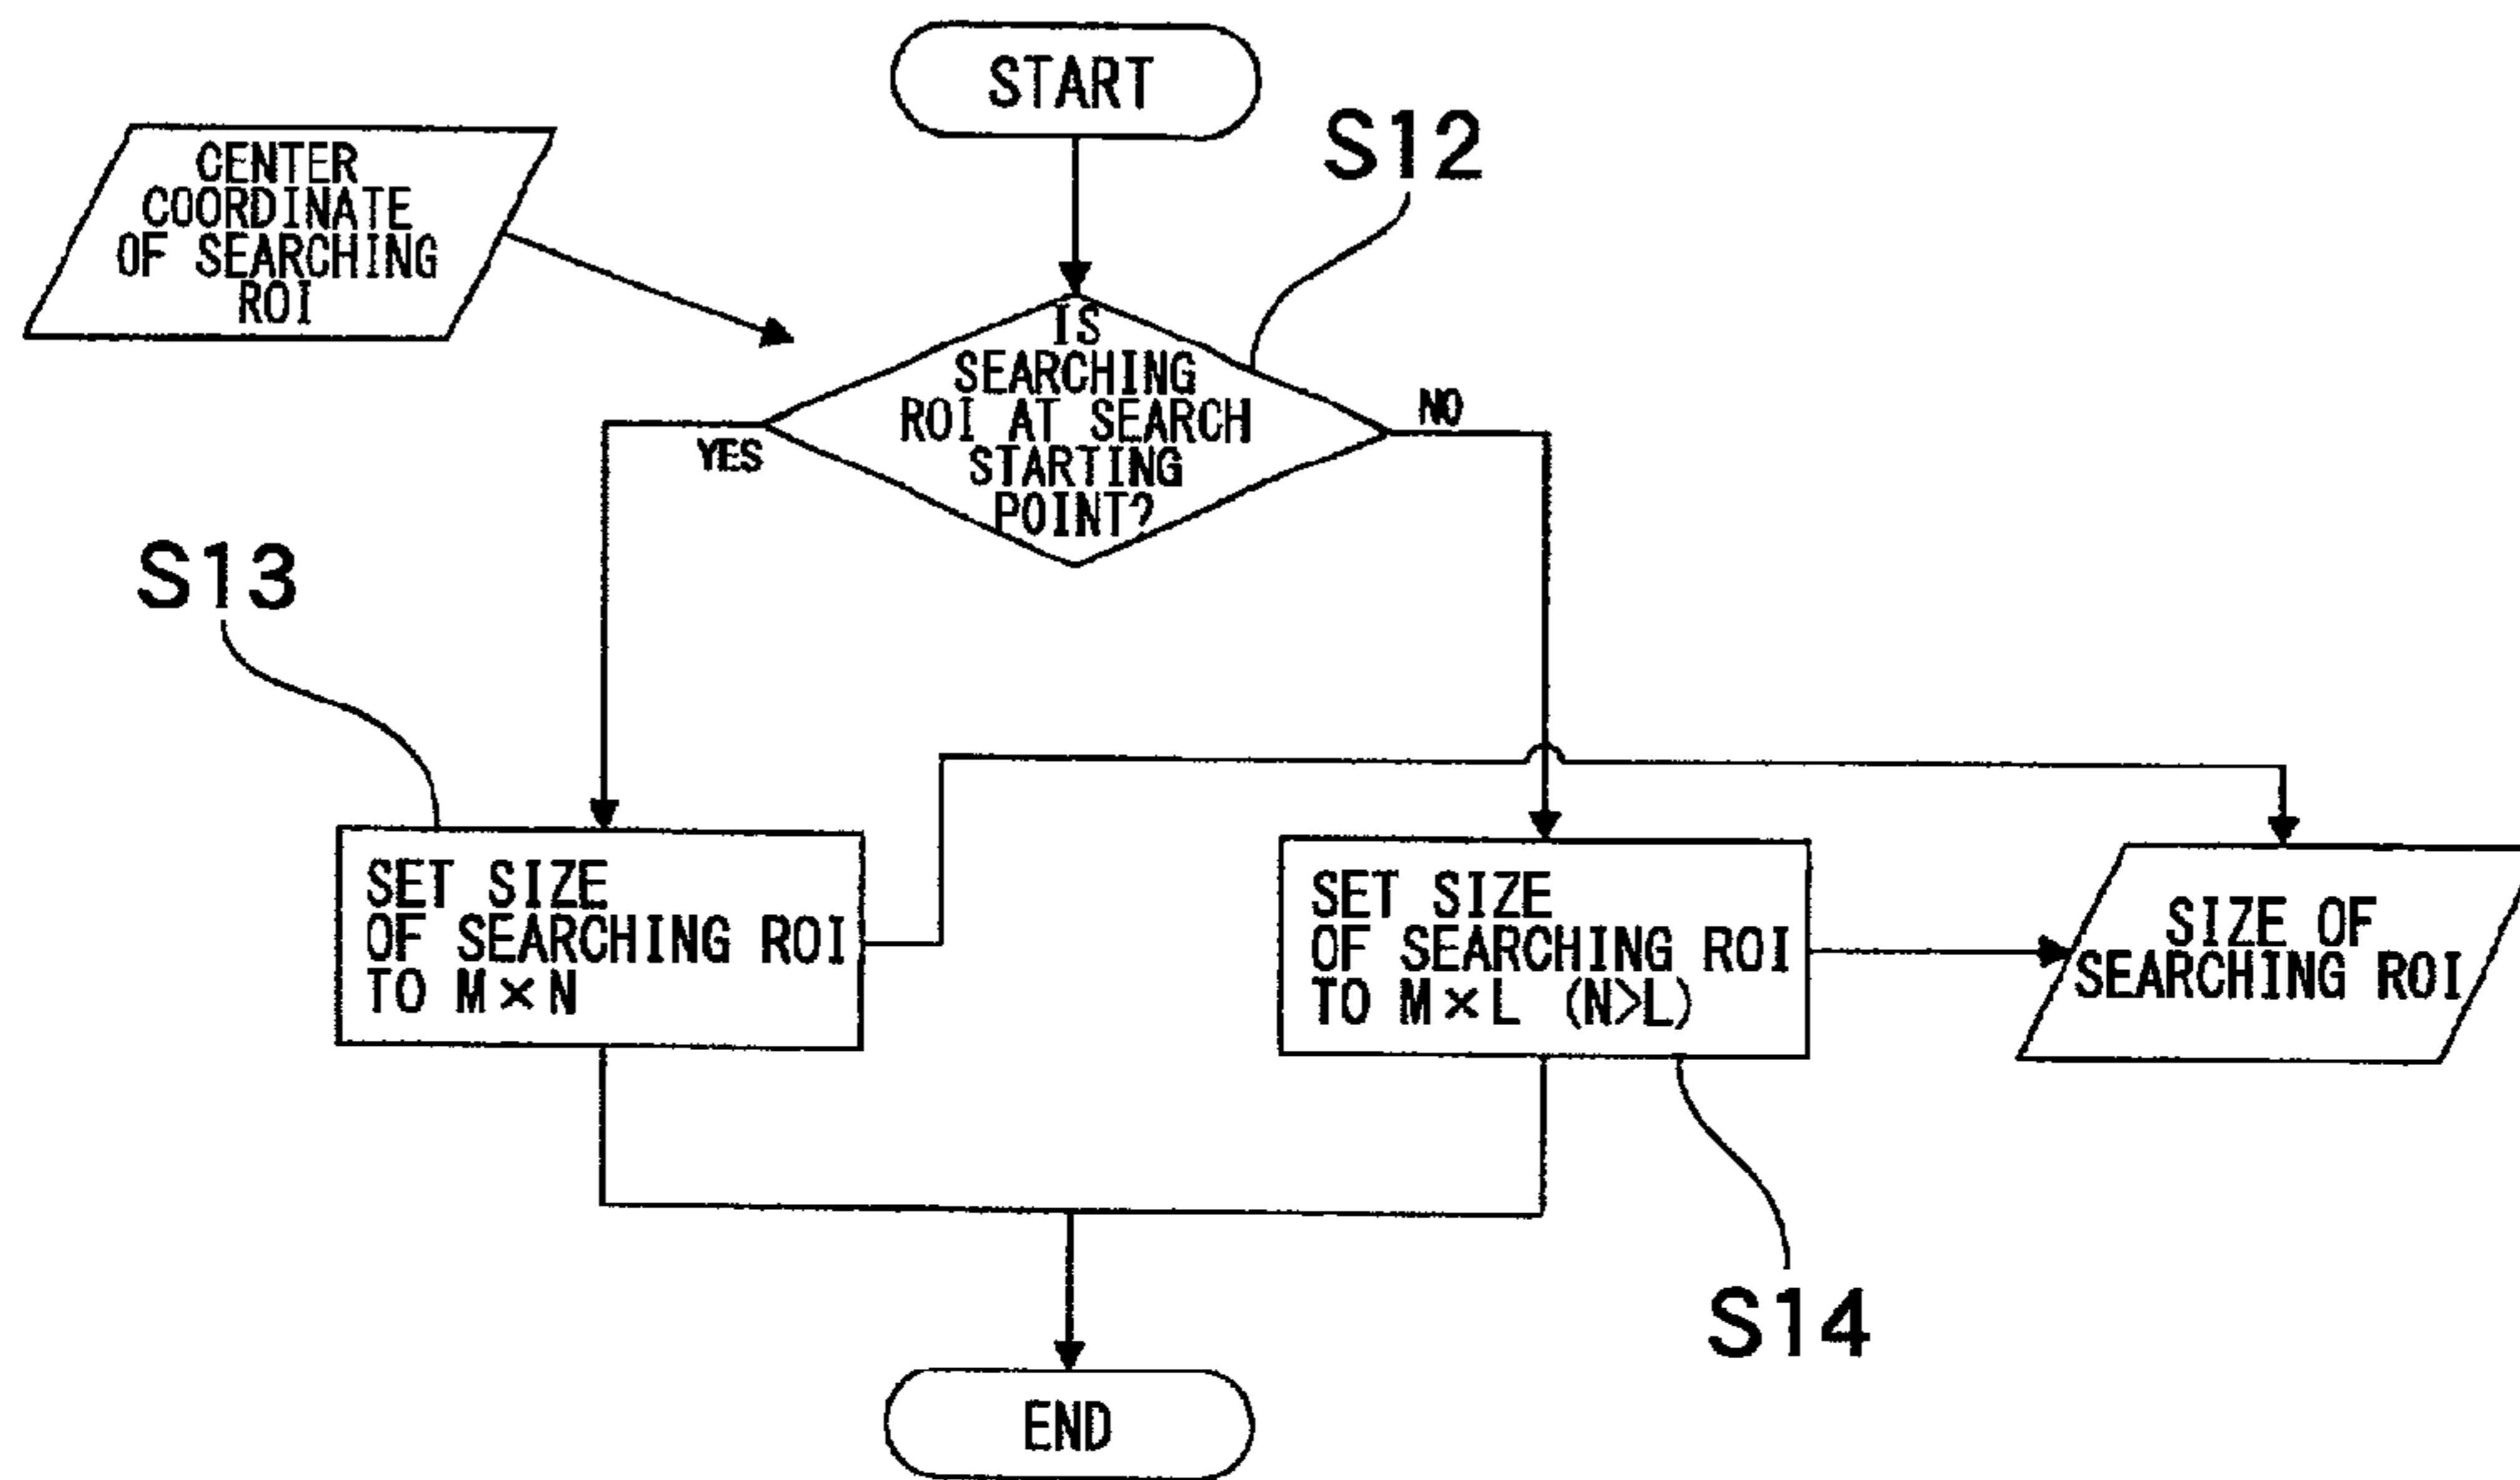 START
S12
CENTER
COORDINATE
OF SEARCHING
ROI
IS
SEARCHING
ROI AT SEARCH
STARTING
POINT?
YES
NO
S13
SET SIZE
OF SEARCHING ROI
TO M×N
SET SIZE
OF SEARCHING ROI
TO M×L (N>L)
SIZE OF
SEARCHING ROI
S14
END